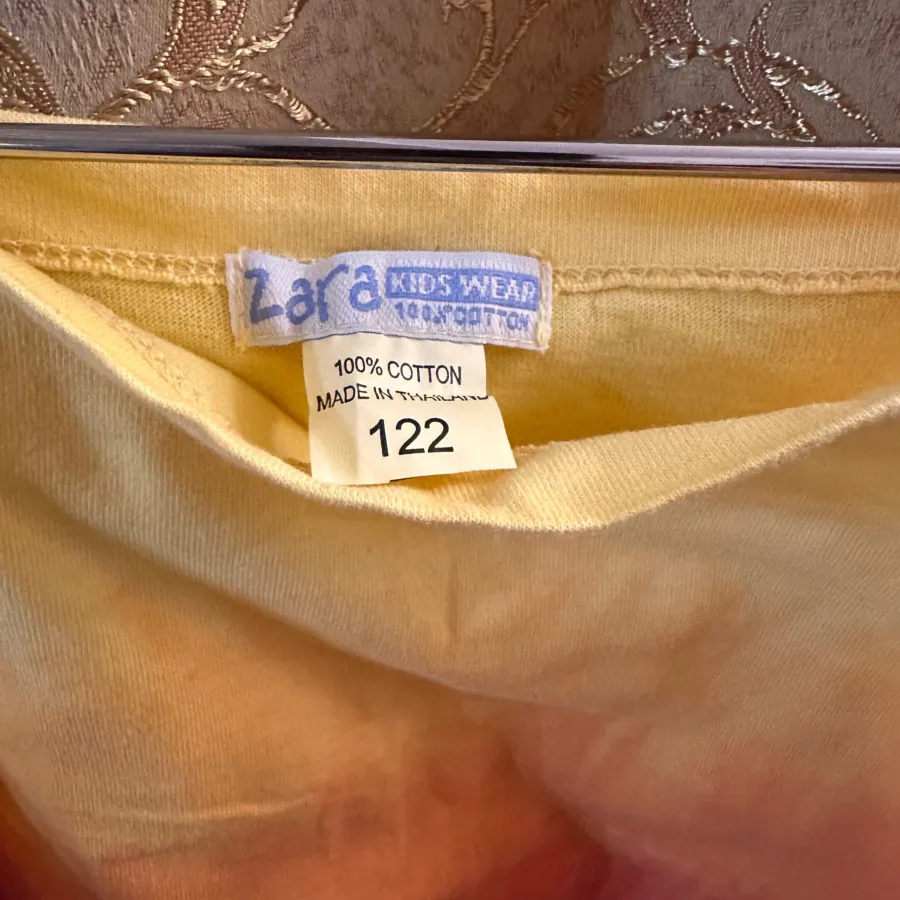 Zara KIDS WEAR
100% COTTON
100% COTTON
MADE IN THAILAND
122